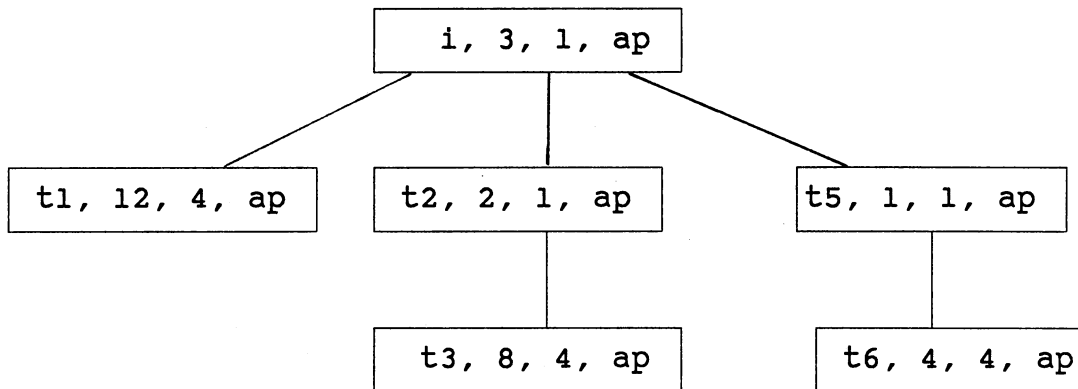 i, 3, 1, ap
t1, 12, 4, ap
t2, 2, 1, ap
t5, 1, 1, ap
t3, 8, 4, ap
t6, 4, 4, ap